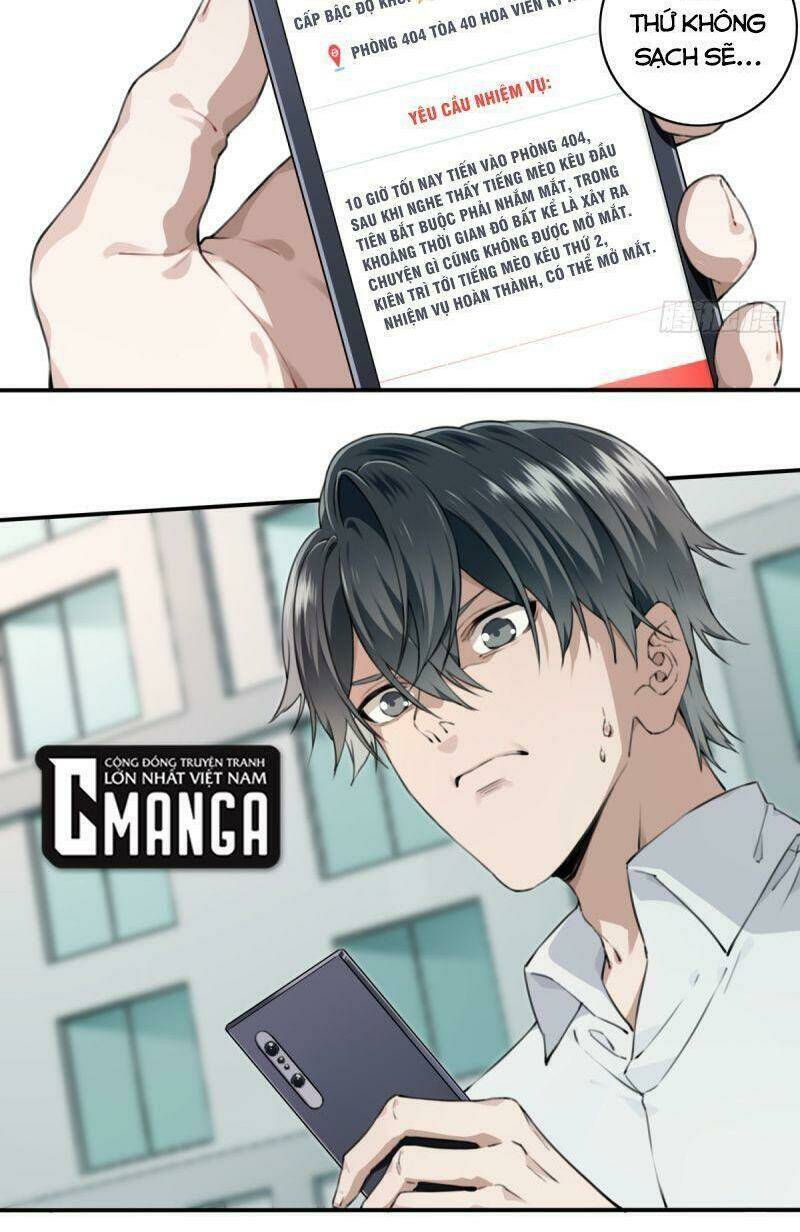 CẤP BẬC ĐỘ
PHÒNG 404 TÒA 40 HOA VIÊN
YÊU CẦU NHIỆM VỤ:
10 GIỜ TỐI NAY TIẾN VÀO PHÒNG 404,
SAU KHI NGHE THẤY TIẾNG MÈO KÊU ĐẦU
TIÊN BẮT BUỘC PHẢI NHẮM MẮT, TRONG
KHOẢNG THỜI GIAN ĐÓ BẤT KỂ LÀ XẢY RA
CHUYỆN GÌ CŨNG KHÔNG ĐƯỢC MỞ MẮT.
KIÊN TRÌ TỚI TIẾNG MÈO KÊU THỨ 2,
NHIỆM VỤ HOÀN THÀNH, CÓ THỂ MỞ MẮT.
THỨ KHÔNG
SẠCH SẼ...
CỘNG ĐỒNG TRUYỆN TRANH
LỚN NHẤT VIỆT NAM
CMANGA